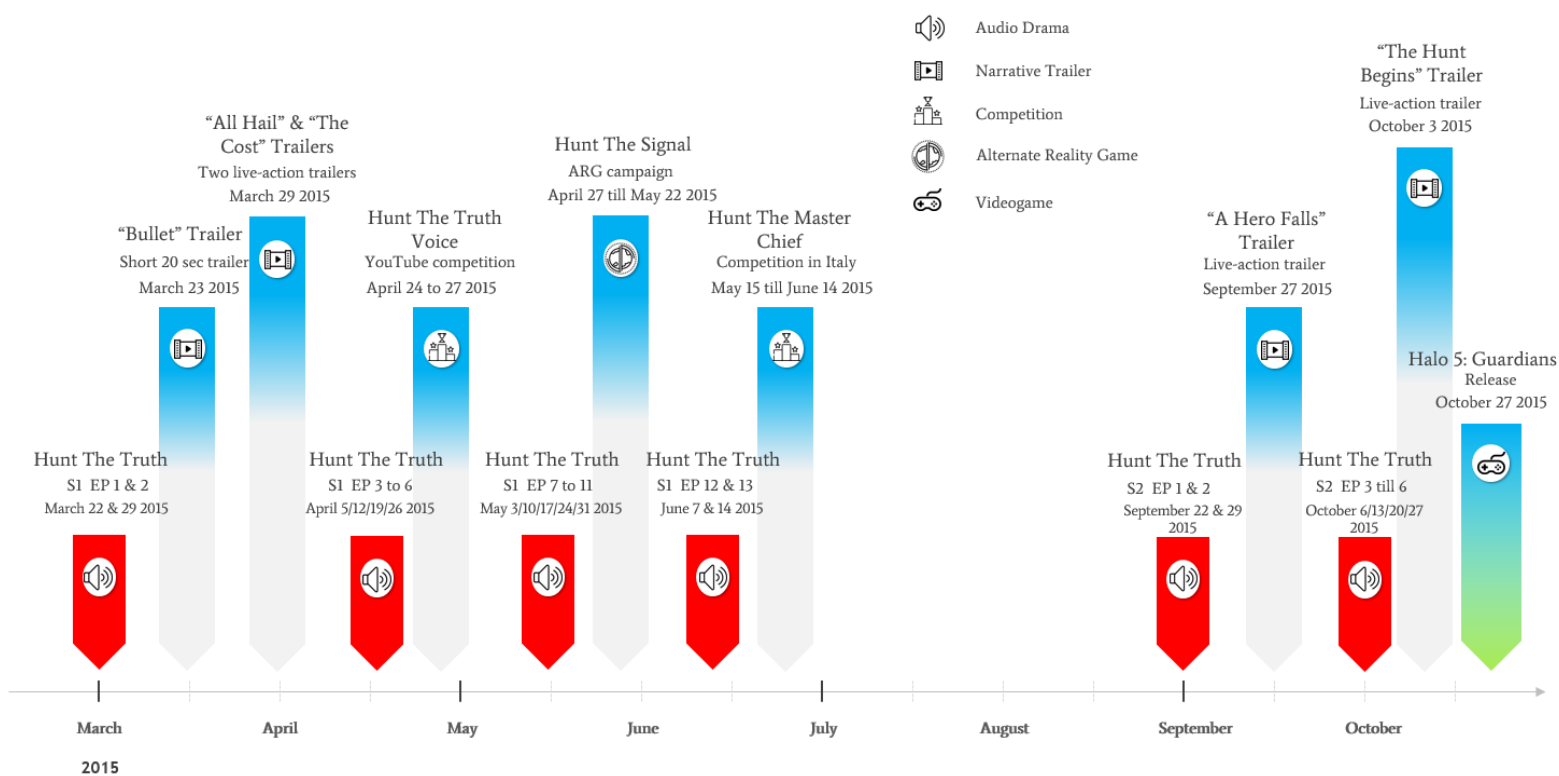 Audio Drama
Narrative Trailer
Competition
Alternate Reality Game
Videogame
“The Hunt
Begins” Trailer
Live-action trailer
October 3 2015
“All Hail” & “The
Cost” Trailers
Two live-action trailers
March 29 2015
Hunt The Signal
ARG campaign
April 27 till May 22 2015
“Bullet” Trailer
Short 20 sec trailer
March 23 2015
Hunt The Truth
Voice
YouTube competition
April 24 to 27 2015
Hunt The Master
Chief
Competition in Italy
May 15 till June 14 2015
“A Hero Falls”
Trailer
Live-action trailer
September 27 2015
Halo 5: Guardians
Release
October 27 2015
Hunt The Truth
S1 EP 1 & 2
March 22 & 29 2015
Hunt The Truth
S1 EP 3 to 6
April 5/12/19/26 2015
Hunt The Truth
S1 EP 7 to 11
May 3/10/17/24/31 2015
Hunt The Truth
S1 EP 12 & 13
June 7 & 14 2015
Hunt The Truth
S2 EP 1 & 2
September 22 & 29
2015
Hunt The Truth
S2 EP 3 till 6
October 6/13/20/27
2015
March
April
May
June
July
August
September
October
2015